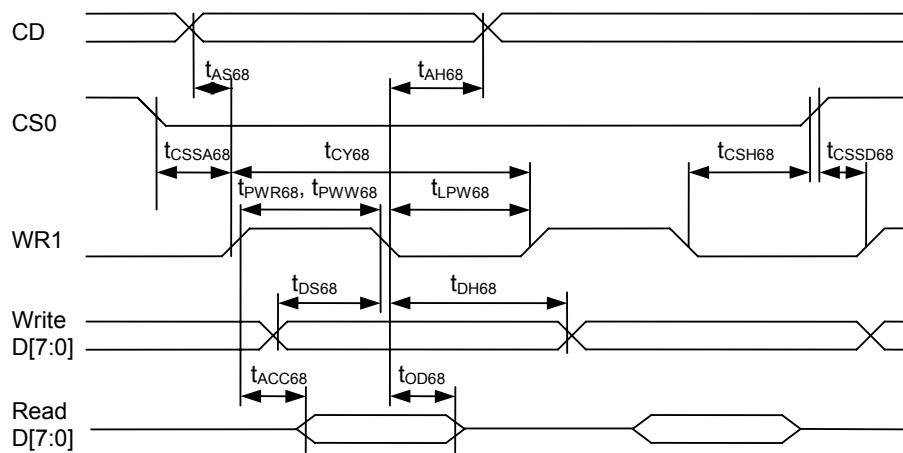 CD
tAS68 tAH68
CS0
tCSSA68 tCY68 tCSH68 tCSSD68
tPWR68, tPWW68 tLPW68
WR1
tDS68 tDH68
Write
D[7:0]
tACC68 tOD68
Read
D[7:0]